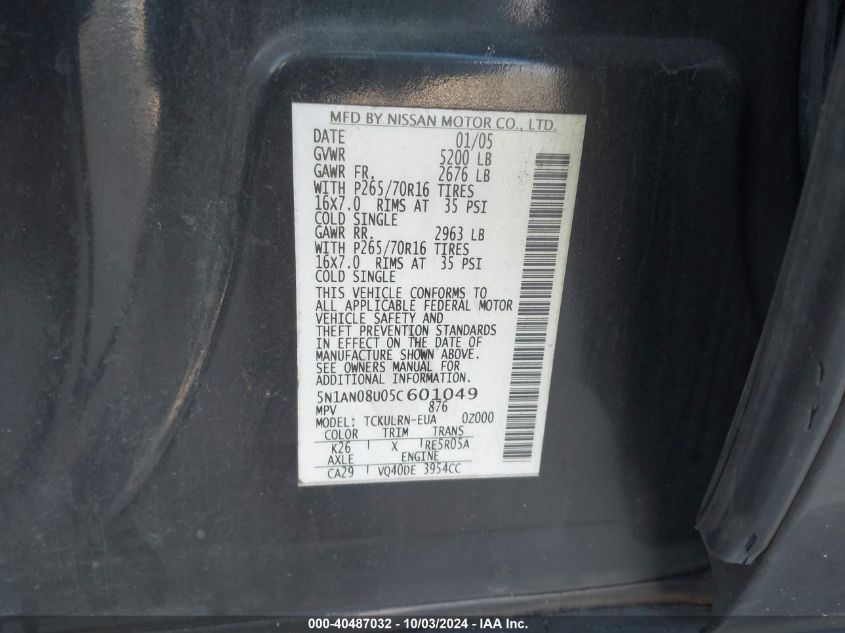 MFD BY NISSAN MOTOR CO., LTD.
DATE 01/05
GVWR 5200 LB
GAWR FR. 2676 LB
WITH P265/70R16 TIRES
16X7.0 RIMS AT 35 PSI
COLD SINGLE
GAWR RR. 2963 LB
WITH P265/70R16 TIRES
16X7.0 RIMS AT 35 PSI
COLD SINGLE
THIS VEHICLE CONFORMS TO
ALL APPLICABLE FEDERAL MOTOR
VEHICLE SAFETY AND
THEFT PREVENTION STANDARDS
IN EFFECT ON THE DATE OF
MANUFACTURE SHOWN ABOVE.
SEE OWNERS MANUAL FOR
ADDITIONAL INFORMATION.
5N1AN08U05C601049
MPV 876
MODEL: TCKULRN-EUA 0Z000
COLOR TRIM TRANS
K26 X RE5R05A
AXLE ENGINE
CA29 VQ40DE 3954CC
000-40487032 - 10/03/2024 - IAA Inc.